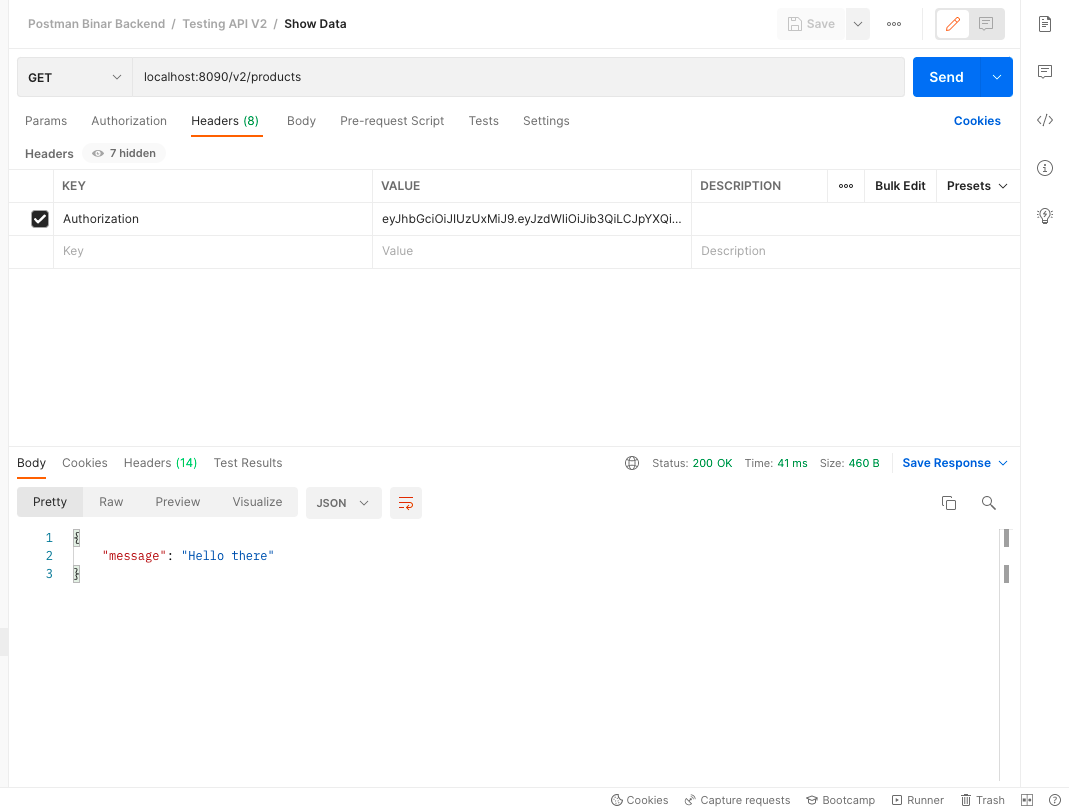 Postman Binar Backend / Testing API V2 / Show Data Save
GET localhost:8090/v2/products Send
Params Authorization Headers (8) Body Pre-request Script Tests Settings Cookies
Headers 7 hidden
KEY VALUE DESCRIPTION Bulk Edit Presets
Authorization eyJhbGciOiJIUzUxMiJ9.eyJzdWIiOiJib3QiLCJpYXQi...
Key Value Description
Body Cookies Headers (14) Test Results Status: 200 OK Time: 41 ms Size: 460 B Save Response
Pretty Raw Preview Visualize JSON
1 {
2 "message": "Hello there"
3 }
Cookies Capture requests Bootcamp Runner Trash